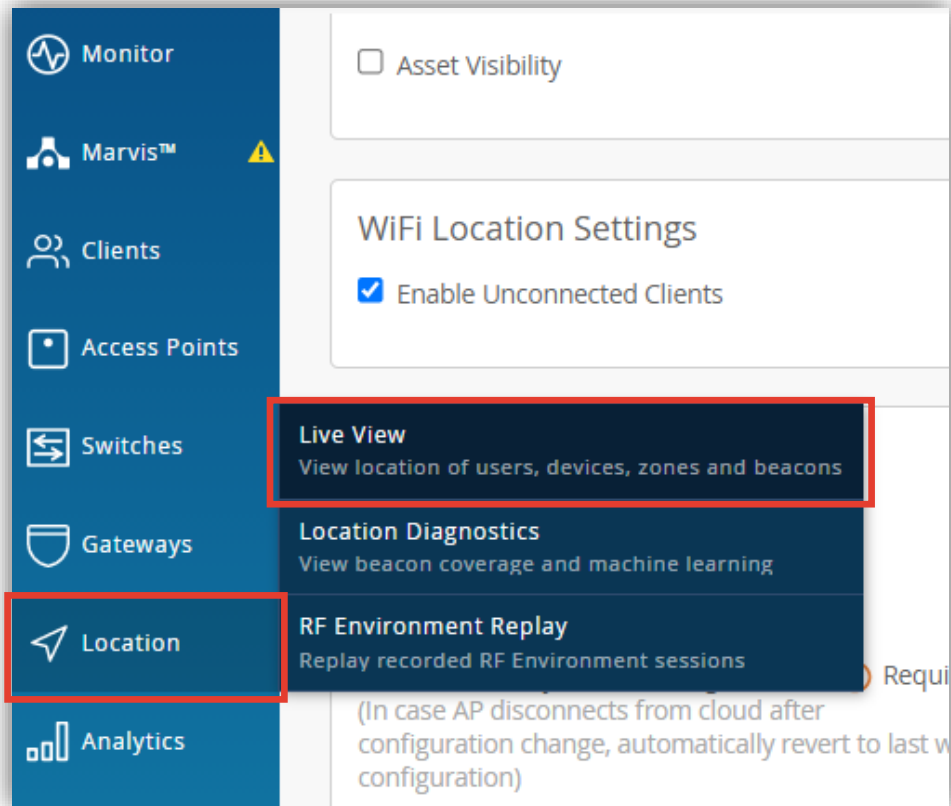 Monitor
Marvis™
Clients
Access Points
Switches
Gateways
Location
Analytics
Asset Visibility
WiFi Location Settings
Enable Unconnected Clients
Live View
View location of users, devices, zones and beacons
Location Diagnostics
View beacon coverage and machine learning
RF Environment Replay
Replay recorded RF Environment sessions
Requi
(In case AP disconnects from cloud after
configuration change, automatically revert to last w
configuration)